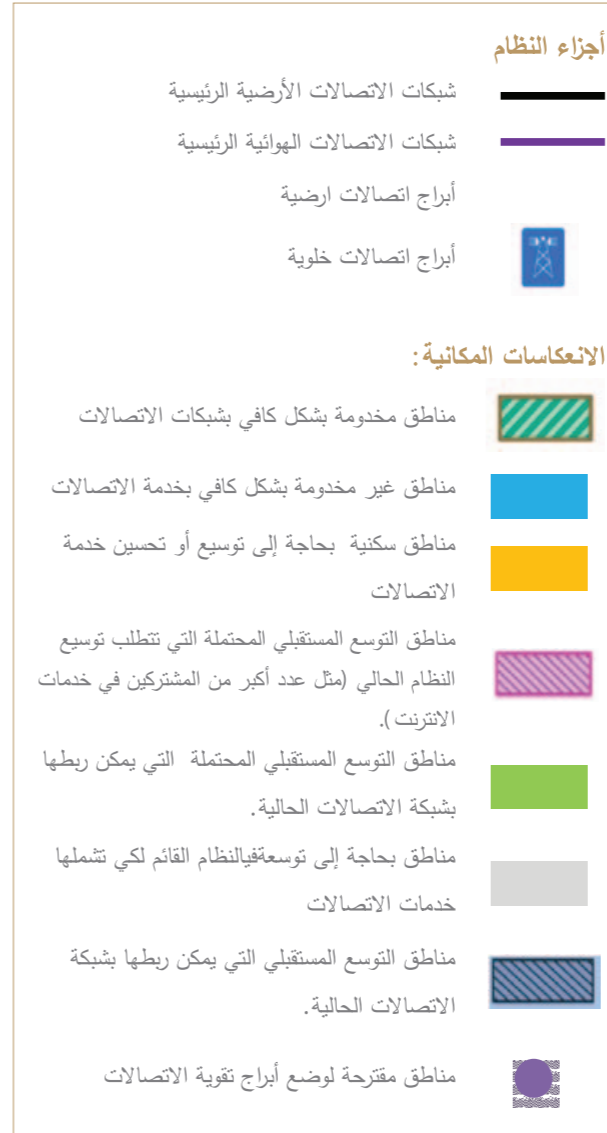 أجزاء النظام
شبكات الاتصالات الأرضية الرئيسية
شبكات الاتصالات الهوائية الرئيسية
أبراج اتصالات ارضية
أبراج اتصالات خلوية
الانعكاسات المكانية:
مناطق مخدومة بشكل كافي بشبكات الاتصالات
مناطق غير مخدومة بشكل كافي بخدمة الاتصالات
مناطق سكنية بحاجة إلى توسيع أو تحسين خدمة
الاتصالات
مناطق التوسع المستقبلي المحتملة التي تتطلب توسيع
النظام الحالي (مثل عدد أكبر من المشتركين في خدمات
الانترنت).
مناطق التوسع المستقبلي المحتملة التي يمكن ربطها
بشبكة الاتصالات الحالية.
مناطق بحاجة إلى توسعةفيالنظام القائم لكي تشملها
خدمات الاتصالات
مناطق التوسع المستقبلي التي يمكن ربطها بشبكة
الاتصالات الحالية.
مناطق مقترحة لوضع أبراج تقوية الاتصالات